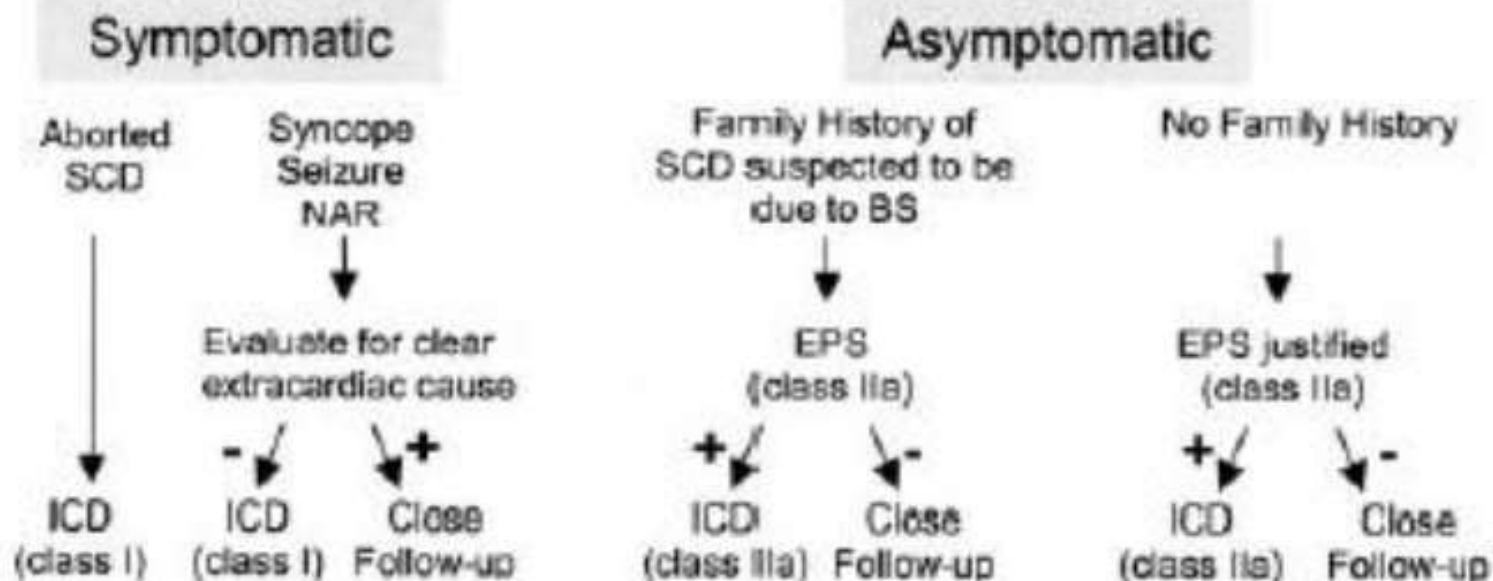 Symptomatic
Asymptomatic
Aborted
SCD
Syncope
Seizure
NAR
Family History of
SCD suspected to be
due to BS
No Family History
Evaluate for clear
extracardiac cause
EPS
(class IIa)
EPS justified
(class IIa)
-
+
+
-
+
-
ICD
(class I)
ICD
(class I)
Close
Follow-up
ICD
(class IIa)
Close
Follow-up
ICD
(class IIa)
Close
Follow-up